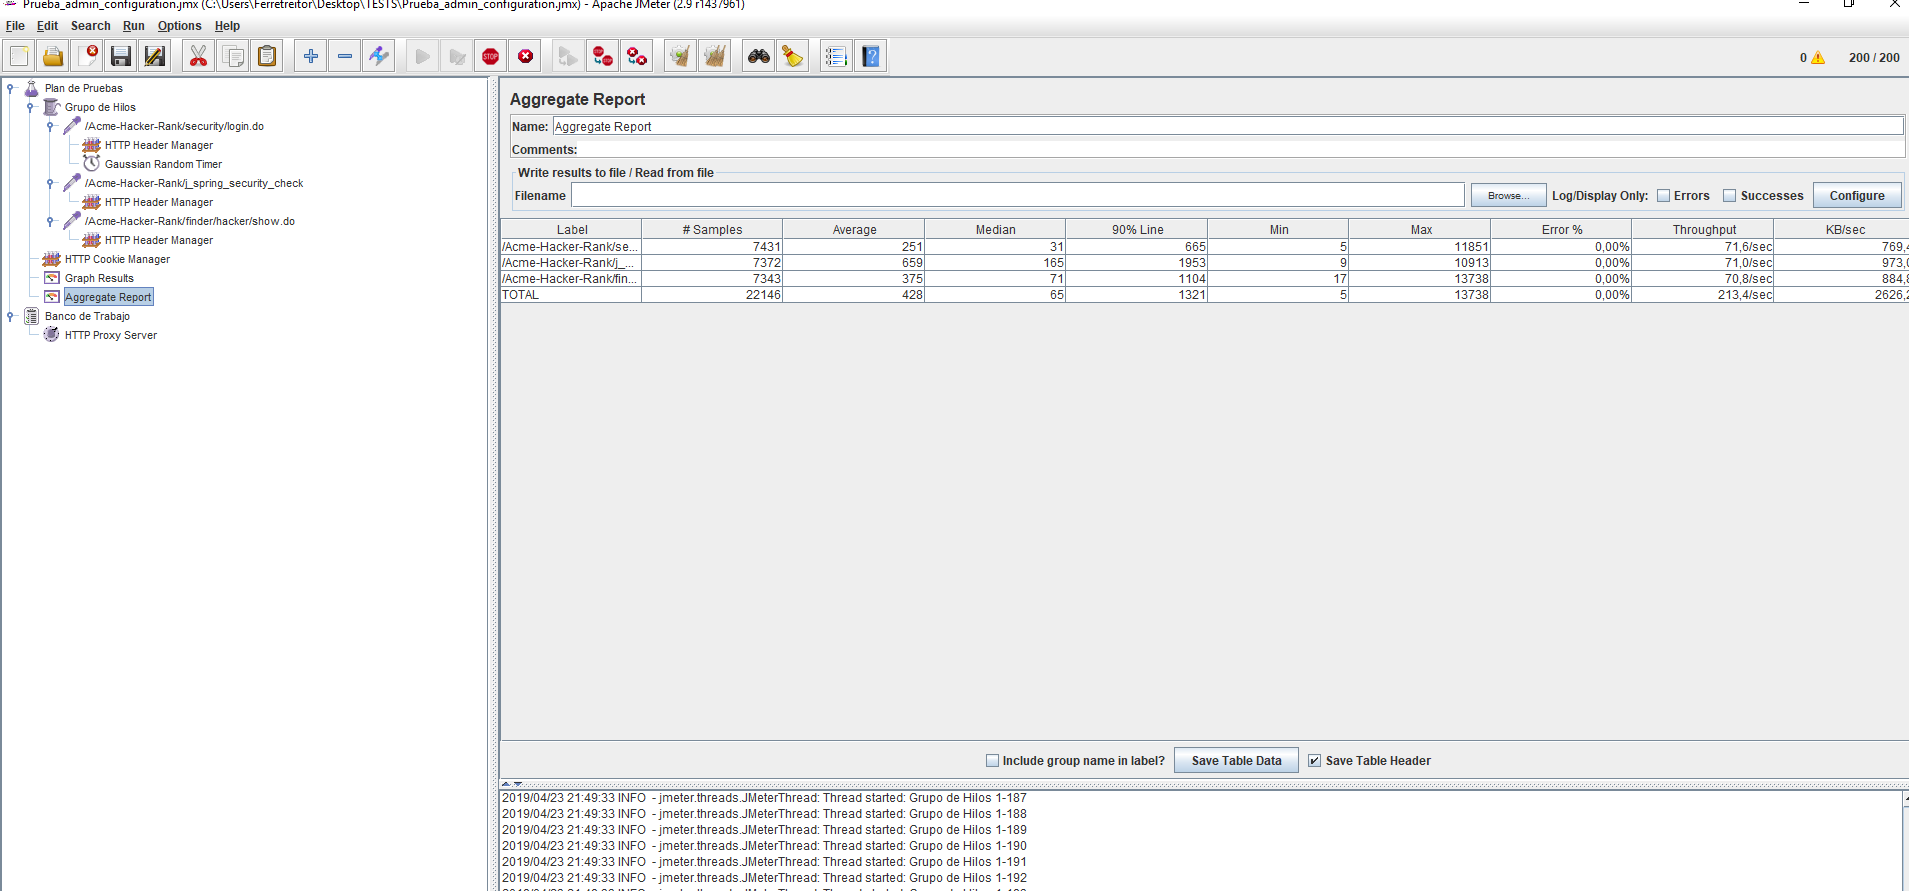 Prueba_admin_configuration.jmx (C:\Users\Ferretreitor\Desktop\TESTS\Prueba_admin_configuration.jmx) - Apache JMeter (2.9 r1437961)
File Edit Search Run Options Help
0 200 / 200
Plan de Pruebas
Grupo de Hilos
/Acme-Hacker-Rank/security/login.do
HTTP Header Manager
Gaussian Random Timer
/Acme-Hacker-Rank/j_spring_security_check
HTTP Header Manager
/Acme-Hacker-Rank/finder/hacker/show.do
HTTP Header Manager
HTTP Cookie Manager
Graph Results
Aggregate Report
Banco de Trabajo
HTTP Proxy Server
Aggregate Report
Name: Aggregate Report
Comments:
Write results to file / Read from file
Filename Browse... Log/Display Only: Errors Successes Configure
Label # Samples Average Median 90% Line Min Max Error % Throughput KB/sec
/Acme-Hacker-Rank/se... 7431 251 31 665 5 11851 0,00% 71,6/sec 769,4
/Acme-Hacker-Rank/j_... 7372 659 165 1953 9 10913 0,00% 71,0/sec 973,0
/Acme-Hacker-Rank/fin... 7343 375 71 1104 17 13738 0,00% 70,8/sec 884,8
TOTAL 22146 428 65 1321 5 13738 0,00% 213,4/sec 2626,2
Include group name in label? Save Table Data Save Table Header
2019/04/23 21:49:33 INFO - jmeter.threads.JMeterThread: Thread started: Grupo de Hilos 1-187
2019/04/23 21:49:33 INFO - jmeter.threads.JMeterThread: Thread started: Grupo de Hilos 1-188
2019/04/23 21:49:33 INFO - jmeter.threads.JMeterThread: Thread started: Grupo de Hilos 1-189
2019/04/23 21:49:33 INFO - jmeter.threads.JMeterThread: Thread started: Grupo de Hilos 1-190
2019/04/23 21:49:33 INFO - jmeter.threads.JMeterThread: Thread started: Grupo de Hilos 1-191
2019/04/23 21:49:33 INFO - jmeter.threads.JMeterThread: Thread started: Grupo de Hilos 1-192